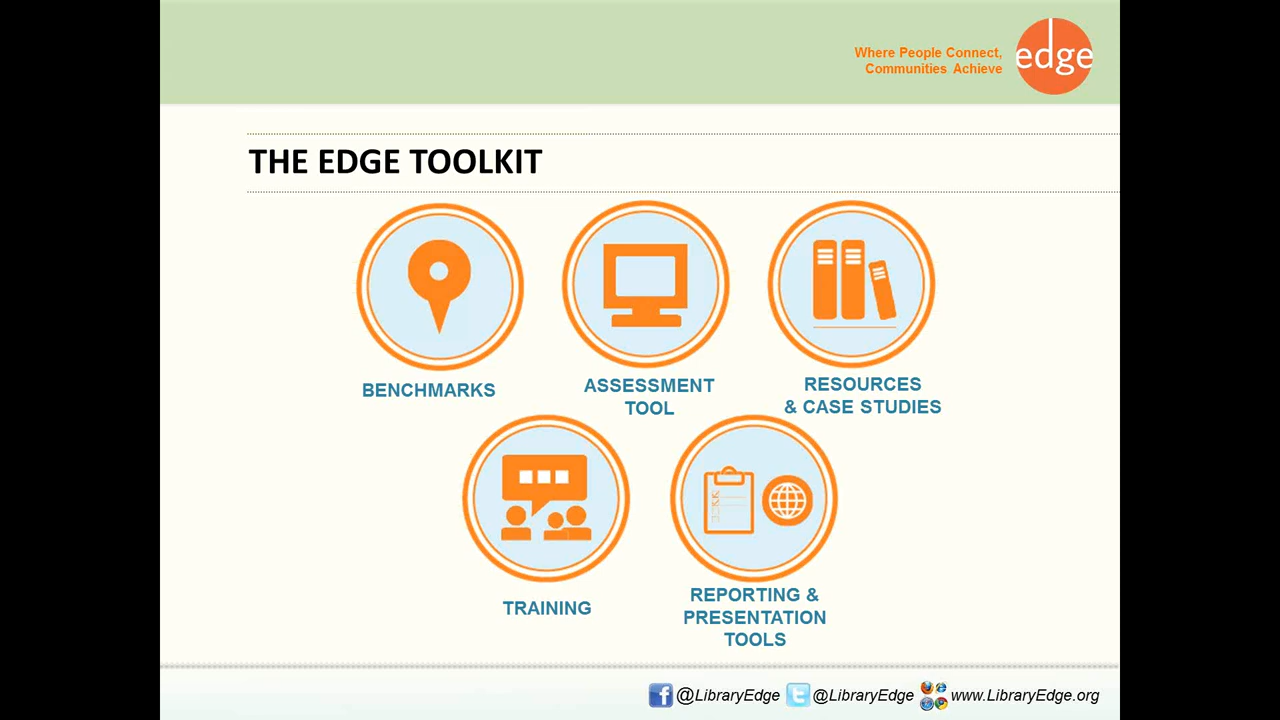 Where People Connect,
Communities Achieve
edge
THE EDGE TOOLKIT
BENCHMARKS
ASSESSMENT
TOOL
RESOURCES
& CASE STUDIES
TRAINING
REPORTING &
PRESENTATION
TOOLS
@LibraryEdge @LibraryEdge www.LibraryEdge.org